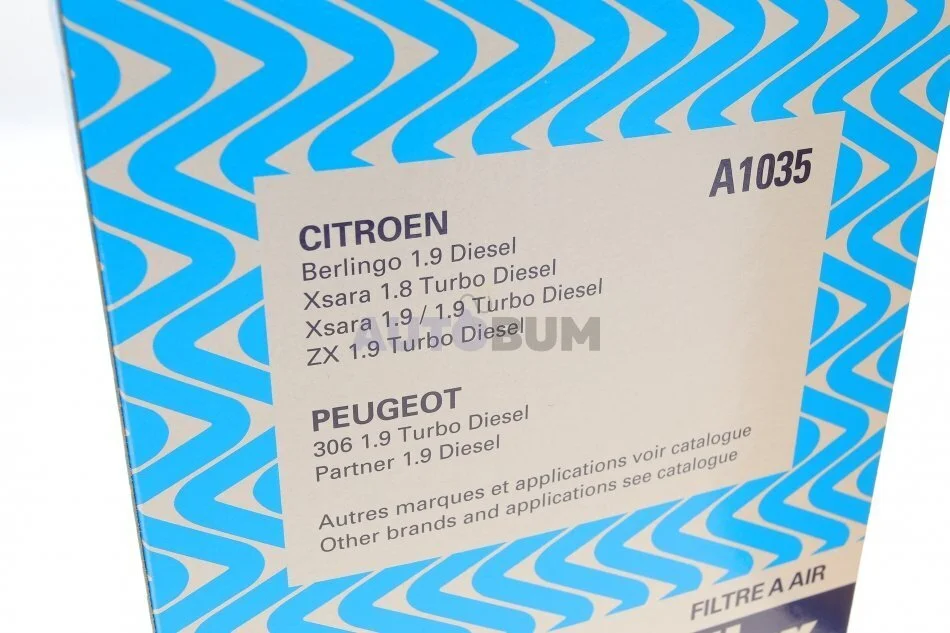 A1035
CITROEN
Berlingo 1.9 Diesel
Xsara 1.8 Turbo Diesel
Xsara 1.9 / 1.9 Turbo Diesel
ZX 1.9 Turbo Diesel
AUTOBUM
PEUGEOT
306 1.9 Turbo Diesel
Partner 1.9 Diesel
Autres marques et applications voir catalogue
Other brands and applications see catalogue
FILTRE A AIR